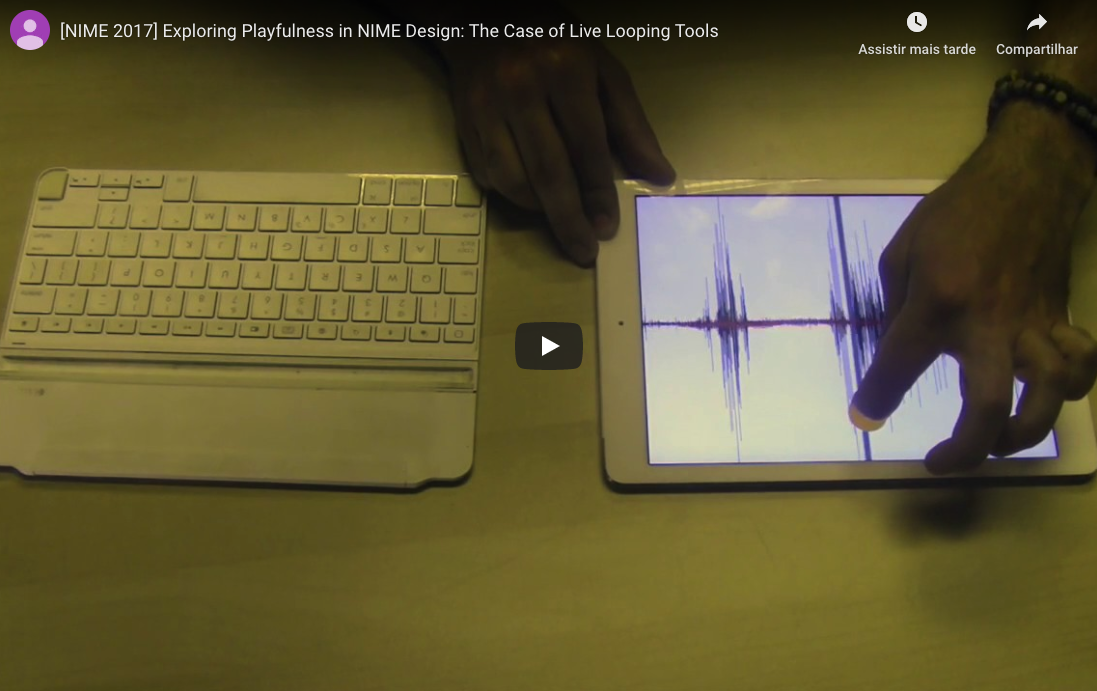 [NIME 2017] Exploring Playfulness in NIME Design: The Case of Live Looping Tools
Assistir mais tarde
Compartilhar
M N B V C X Z
L K J H G F D S A
P O I U Y T R E W Q